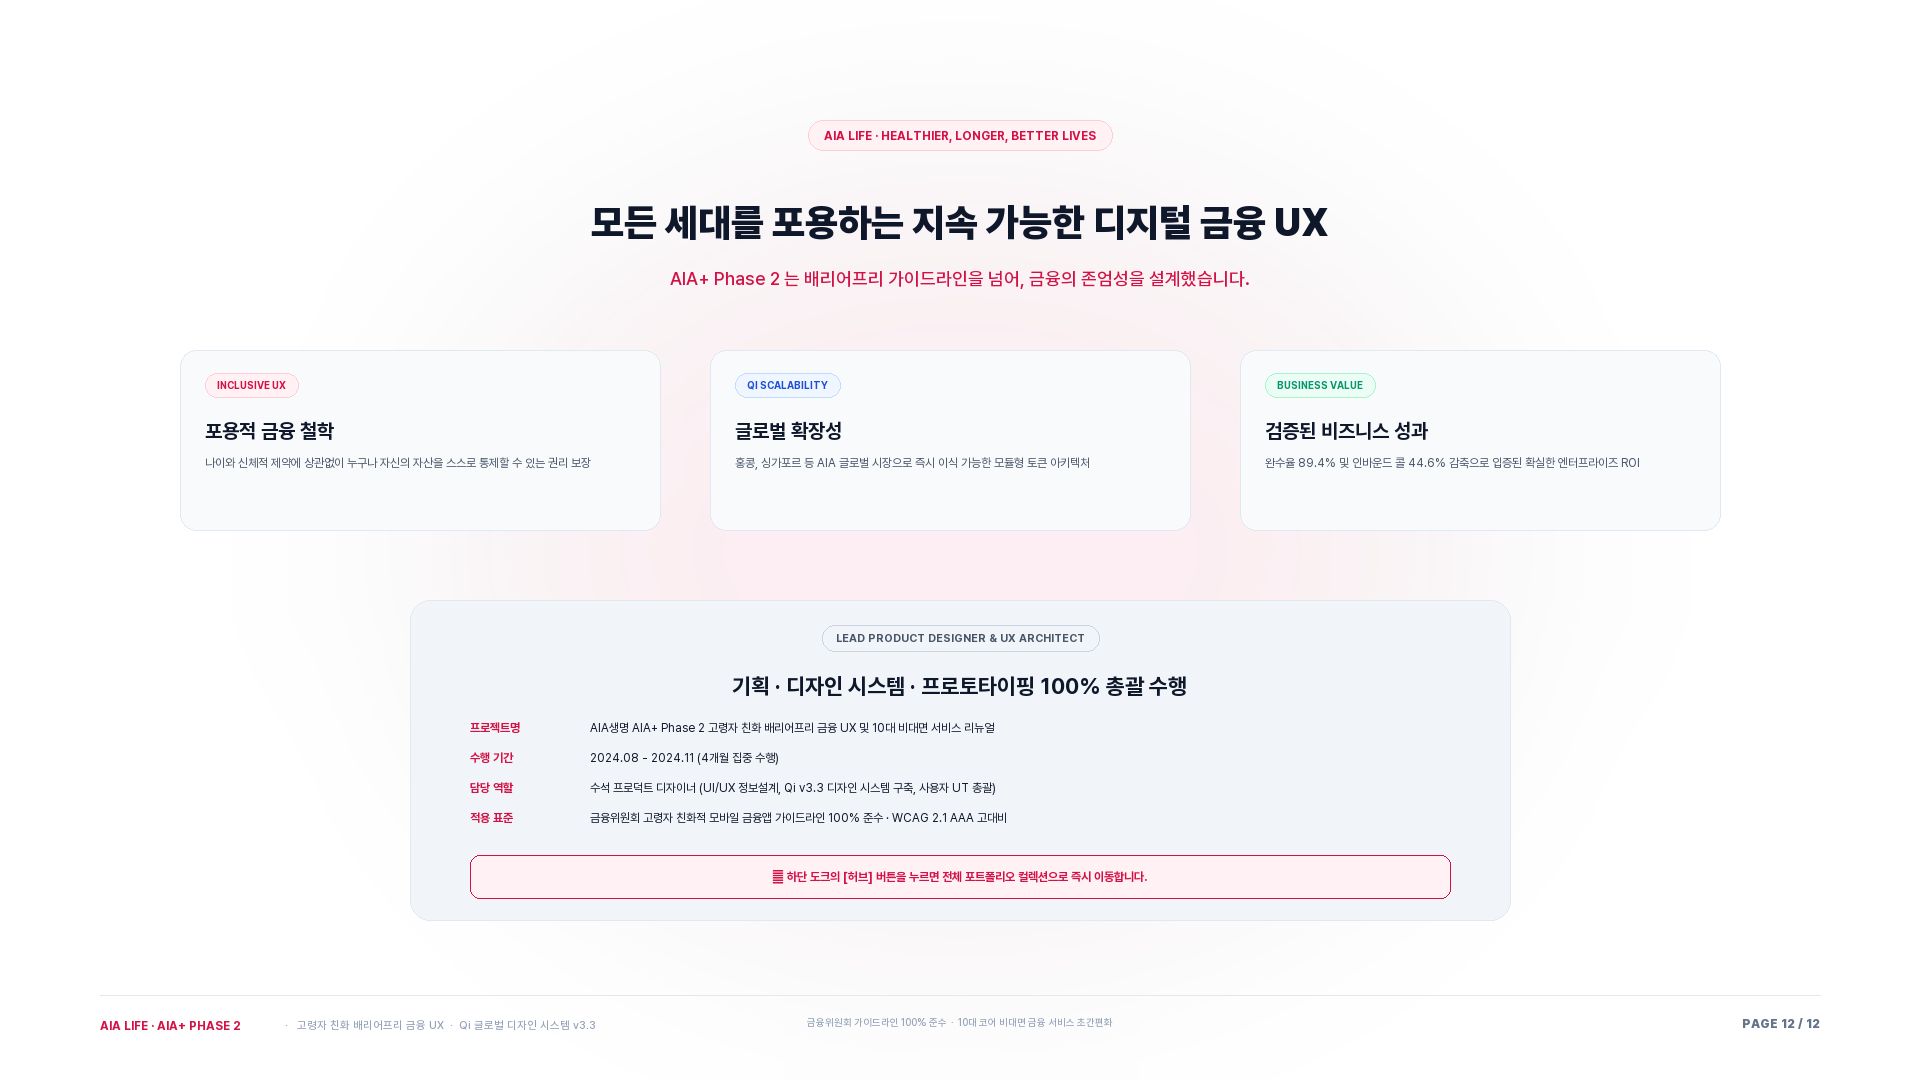 AIA LIFE · HEALTHIER, LONGER, BETTER LIVES
모든 세대를 포용하는 지속 가능한 디지털 금융 UX
AIA+ Phase 2 는 배리어프리 가이드라인을 넘어, 금융의 존엄성을 설계했습니다.
INCLUSIVE UX
포용적 금융 철학
나이와 신체적 제약에 상관없이 누구나 자신의 자산을 스스로 통제할 수 있는 권리 보장
QI SCALABILITY
글로벌 확장성
홍콩, 싱가포르 등 AIA 글로벌 시장으로 즉시 이식 가능한 모듈형 토큰 아키텍처
BUSINESS VALUE
검증된 비즈니스 성과
완수율 89.4% 및 인바운드 콜 44.6% 감축으로 입증된 확실한 엔터프라이즈 ROI
LEAD PRODUCT DESIGNER & UX ARCHITECT
기획 · 디자인 시스템 · 프로토타이핑 100% 총괄 수행
프로젝트명 AIA생명 AIA+ Phase 2 고령자 친화 배리어프리 금융 UX 및 10대 비대면 서비스 리뉴얼
수행 기간 2024.08 - 2024.11 (4개월 집중 수행)
담당 역할 수석 프로덕트 디자이너 (UI/UX 정보설계, Qi v3.3 디자인 시스템 구축, 사용자 UT 총괄)
적용 표준 금융위원회 고령자 친화적 모바일 금융앱 가이드라인 100% 준수 · WCAG 2.1 AAA 고대비
하단 도크의 [허브] 버튼을 누르면 전체 포트폴리오 컬렉션으로 즉시 이동합니다.
AIA LIFE · AIA+ PHASE 2 · 고령자 친화 배리어프리 금융 UX · Qi 글로벌 디자인 시스템 v3.3
금융위원회 가이드라인 100% 준수 · 10대 코어 비대면 금융 서비스 초간편화
PAGE 12 / 12